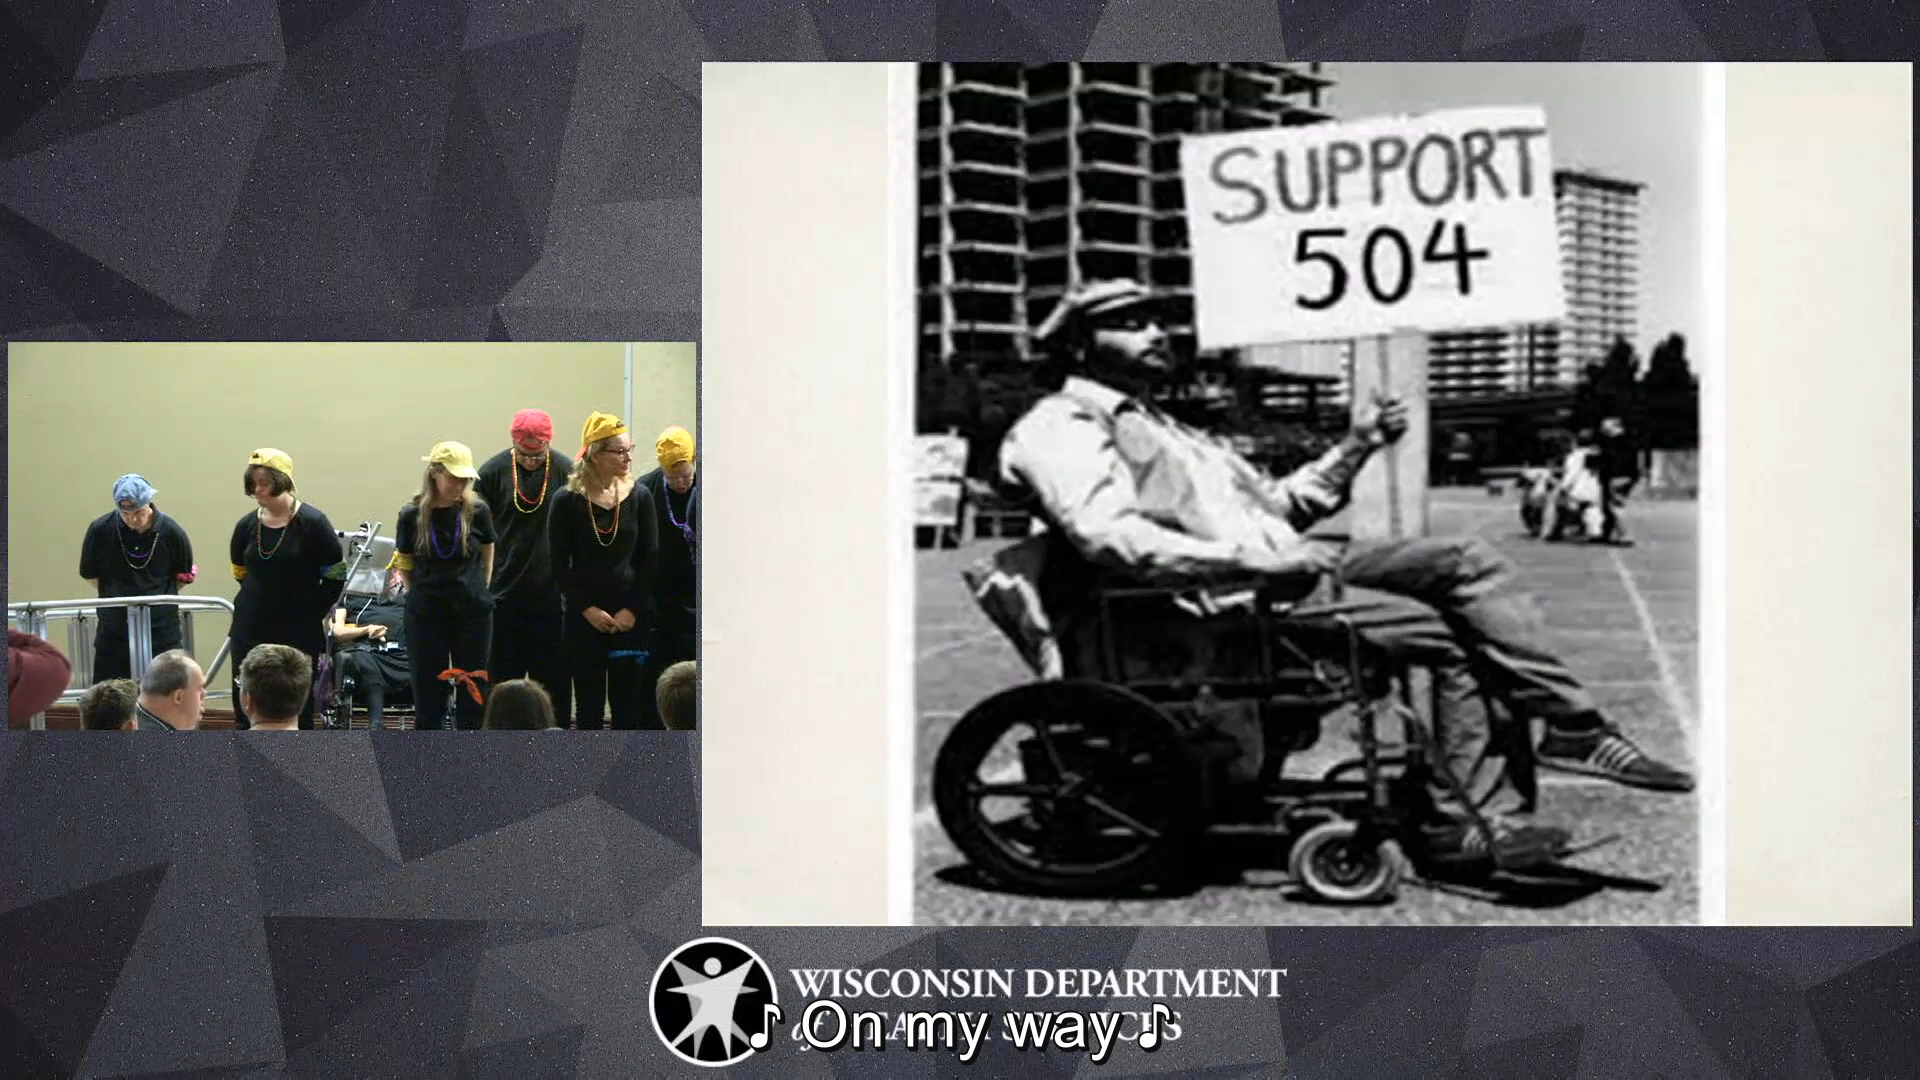 SUPPORT
504
WISCONSIN DEPARTMENT
♪ On my way ♪